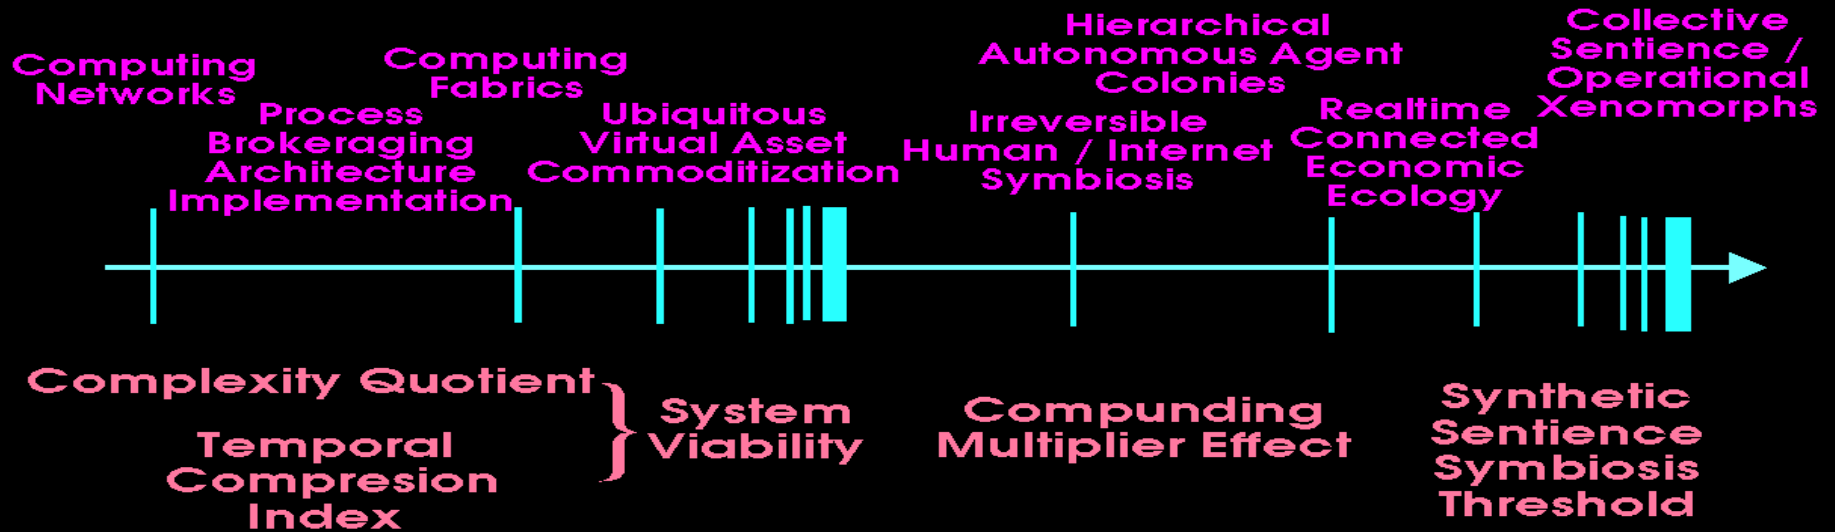 Computing
Networks
Process
Brokeraging
Architecture
Implementation
Computing
Fabrics
Ubiquitous
Virtual Asset
Commoditization
Irreversible
Human / Internet
Symbiosis
Hierarchical
Autonomous Agent
Colonies
Realtime
Connected
Economic
Ecology
Collective
Sentience /
Operational
Xenomorphs
Complexity Quotient
Temporal
Compresion
Index
}
System
Viability
Compunding
Multiplier Effect
Synthetic
Sentience
Symbiosis
Threshold